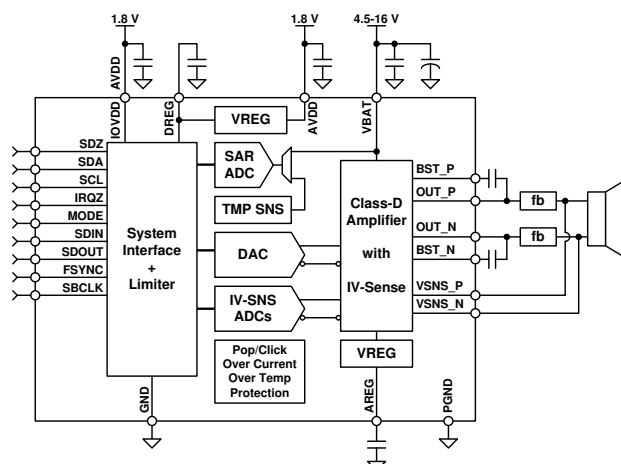 1.8 V
1.8 V
4.5-16 V
AVDD
IOVDD
DREG
AVDD
VBAT
VREG
SDZ
SDA
SCL
IRQZ
MODE
SDIN
SDOUT
FSYNC
SBCLK
System
Interface
+
Limiter
SAR
ADC
TMP SNS
DAC
IV-SNS
ADCs
Pop/Click
Over Current
Over Temp
Protection
Class-D
Amplifier
with
IV-Sense
VREG
BST_P
OUT_P
OUT_N
BST_N
VSNS_P
VSNS_N
fb
fb
GND
AREG
PGND